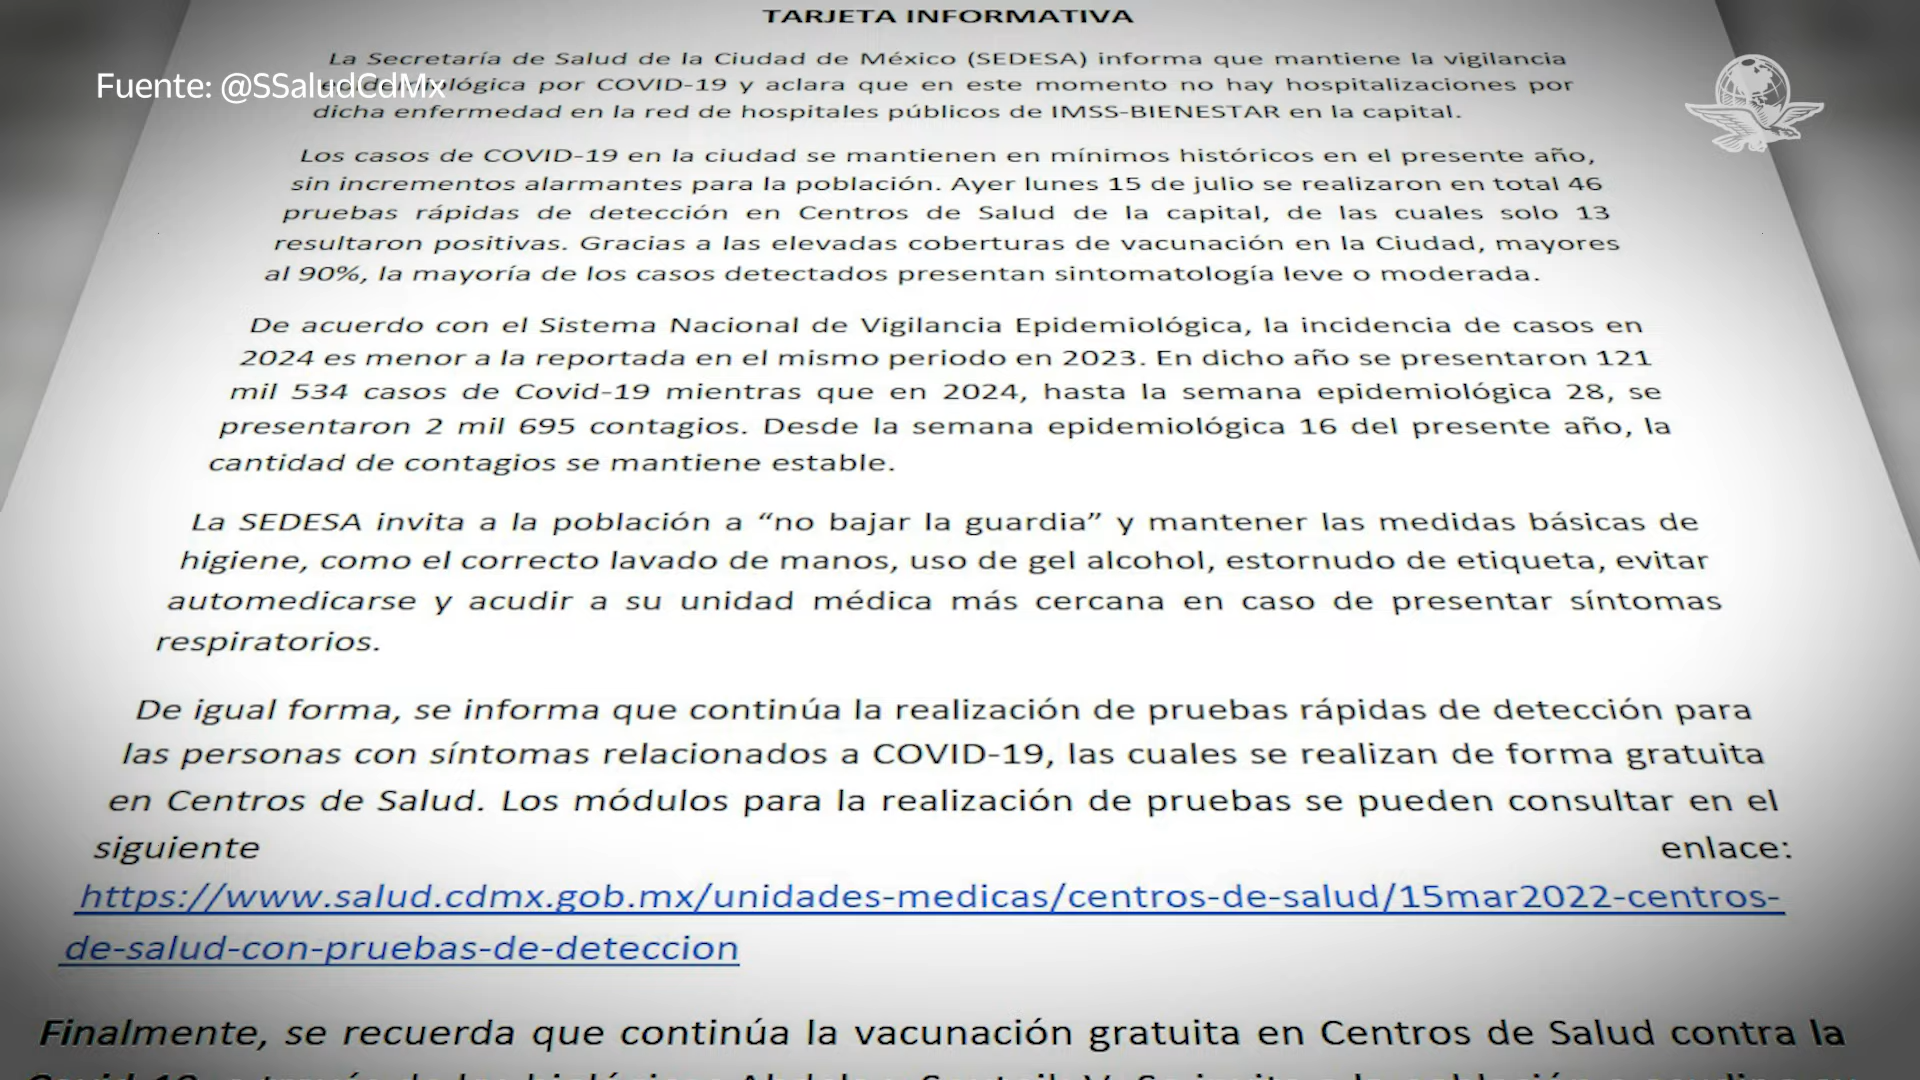 TARJETA INFORMATIVA
La Secretaría de Salud de la Ciudad de México (SEDESA) informa que mantiene la vigilancia
Fuente: @SSaludCdMx
epidemiológica por COVID-19 y aclara que en este momento no hay hospitalizaciones por
dicha enfermedad en la red de hospitales públicos de IMSS-BIENESTAR en la capital.
Los casos de COVID-19 en la ciudad se mantienen en mínimos históricos en el presente año,
sin incrementos alarmantes para la población. Ayer lunes 15 de julio se realizaron en total 46
pruebas rápidas de detección en Centros de Salud de la capital, de las cuales solo 13
resultaron positivas. Gracias a las elevadas coberturas de vacunación en la Ciudad, mayores
al 90%, la mayoría de los casos detectados presentan sintomatología leve o moderada.
De acuerdo con el Sistema Nacional de Vigilancia Epidemiológica, la incidencia de casos en
2024 es menor a la reportada en el mismo periodo en 2023. En dicho año se presentaron 121
mil 534 casos de Covid-19 mientras que en 2024, hasta la semana epidemiológica 28, se
presentaron 2 mil 695 contagios. Desde la semana epidemiológica 16 del presente año, la
cantidad de contagios se mantiene estable.
La SEDESA invita a la población a “no bajar la guardia” y mantener las medidas básicas de
higiene, como el correcto lavado de manos, uso de gel alcohol, estornudo de etiqueta, evitar
automedicarse y acudir a su unidad médica más cercana en caso de presentar síntomas
respiratorios.
De igual forma, se informa que continúa la realización de pruebas rápidas de detección para
las personas con síntomas relacionados a COVID-19, las cuales se realizan de forma gratuita
en Centros de Salud. Los módulos para la realización de pruebas se pueden consultar en el
siguiente enlace:
https://www.salud.cdmx.gob.mx/unidades-medicas/centros-de-salud/15mar2022-centros-
de-salud-con-pruebas-de-deteccion
Finalmente, se recuerda que continúa la vacunación gratuita en Centros de Salud contra la